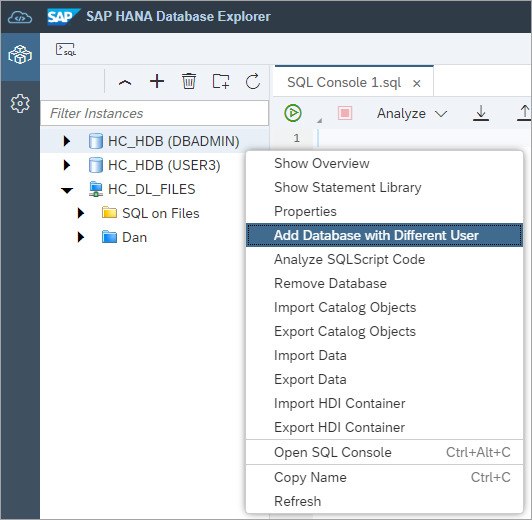 SAP SAP HANA Database Explorer
SQL
SQL Console 1.sql ×
Filter Instances
Analyze
1
HC_HDB (DBADMIN)
HC_HDB (USER3)
HC_DL_FILES
SQL on Files
Dan
Show Overview
Show Statement Library
Properties
Add Database with Different User
Analyze SQLScript Code
Remove Database
Import Catalog Objects
Export Catalog Objects
Import Data
Export Data
Import HDI Container
Export HDI Container
Open SQL Console Ctrl+Alt+C
Copy Name Ctrl+C
Refresh